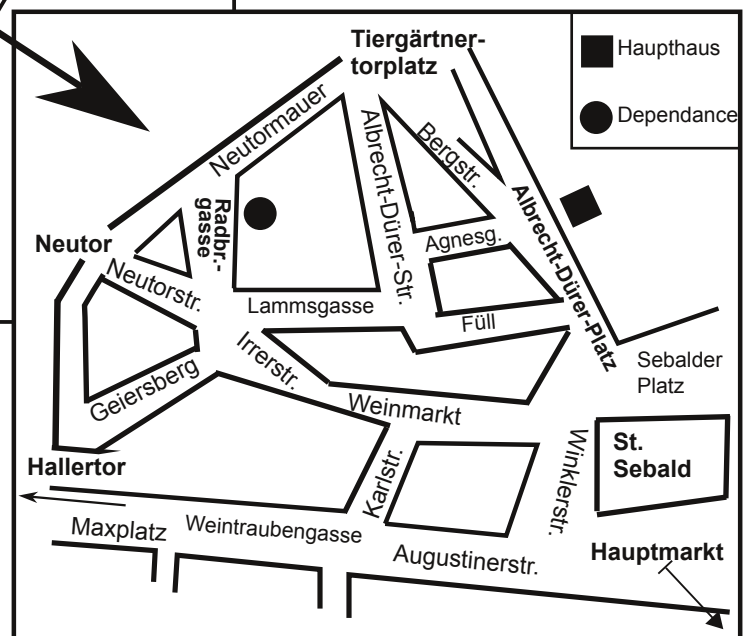 Tiergärtner-
torplatz
Haupthaus
Dependance
Neutormauer
Albrecht-Dürer-Str.
Bergstr.
Radbr.-
gasse
Albrecht-Dürer-Platz
Neutor
Agnesg.
Neutorstr.
Lammsgasse
Füll
Irrerstr.
Sebalder
Platz
Geiersberg
Weinmarkt
St.
Sebald
Hallertor
Karlstr.
Winklerstr.
Maxplatz
Weintraubengasse
Augustinerstr.
Hauptmarkt